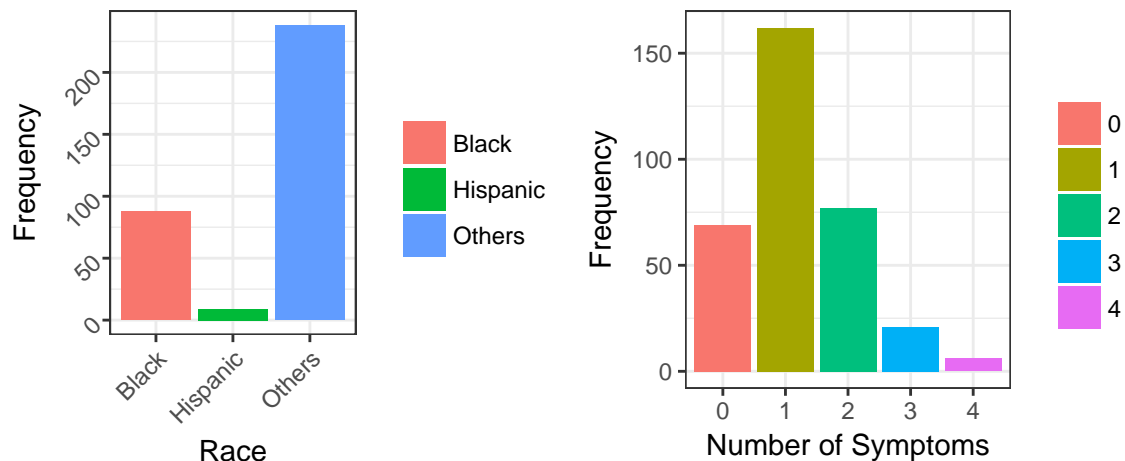 Frequency
200
150
100
50
0
Black
Hispanic
Others
Race
Black
Hispanic
Others
Frequency
150
100
50
0
0
1
2
3
4
Number of Symptoms
0
1
2
3
4